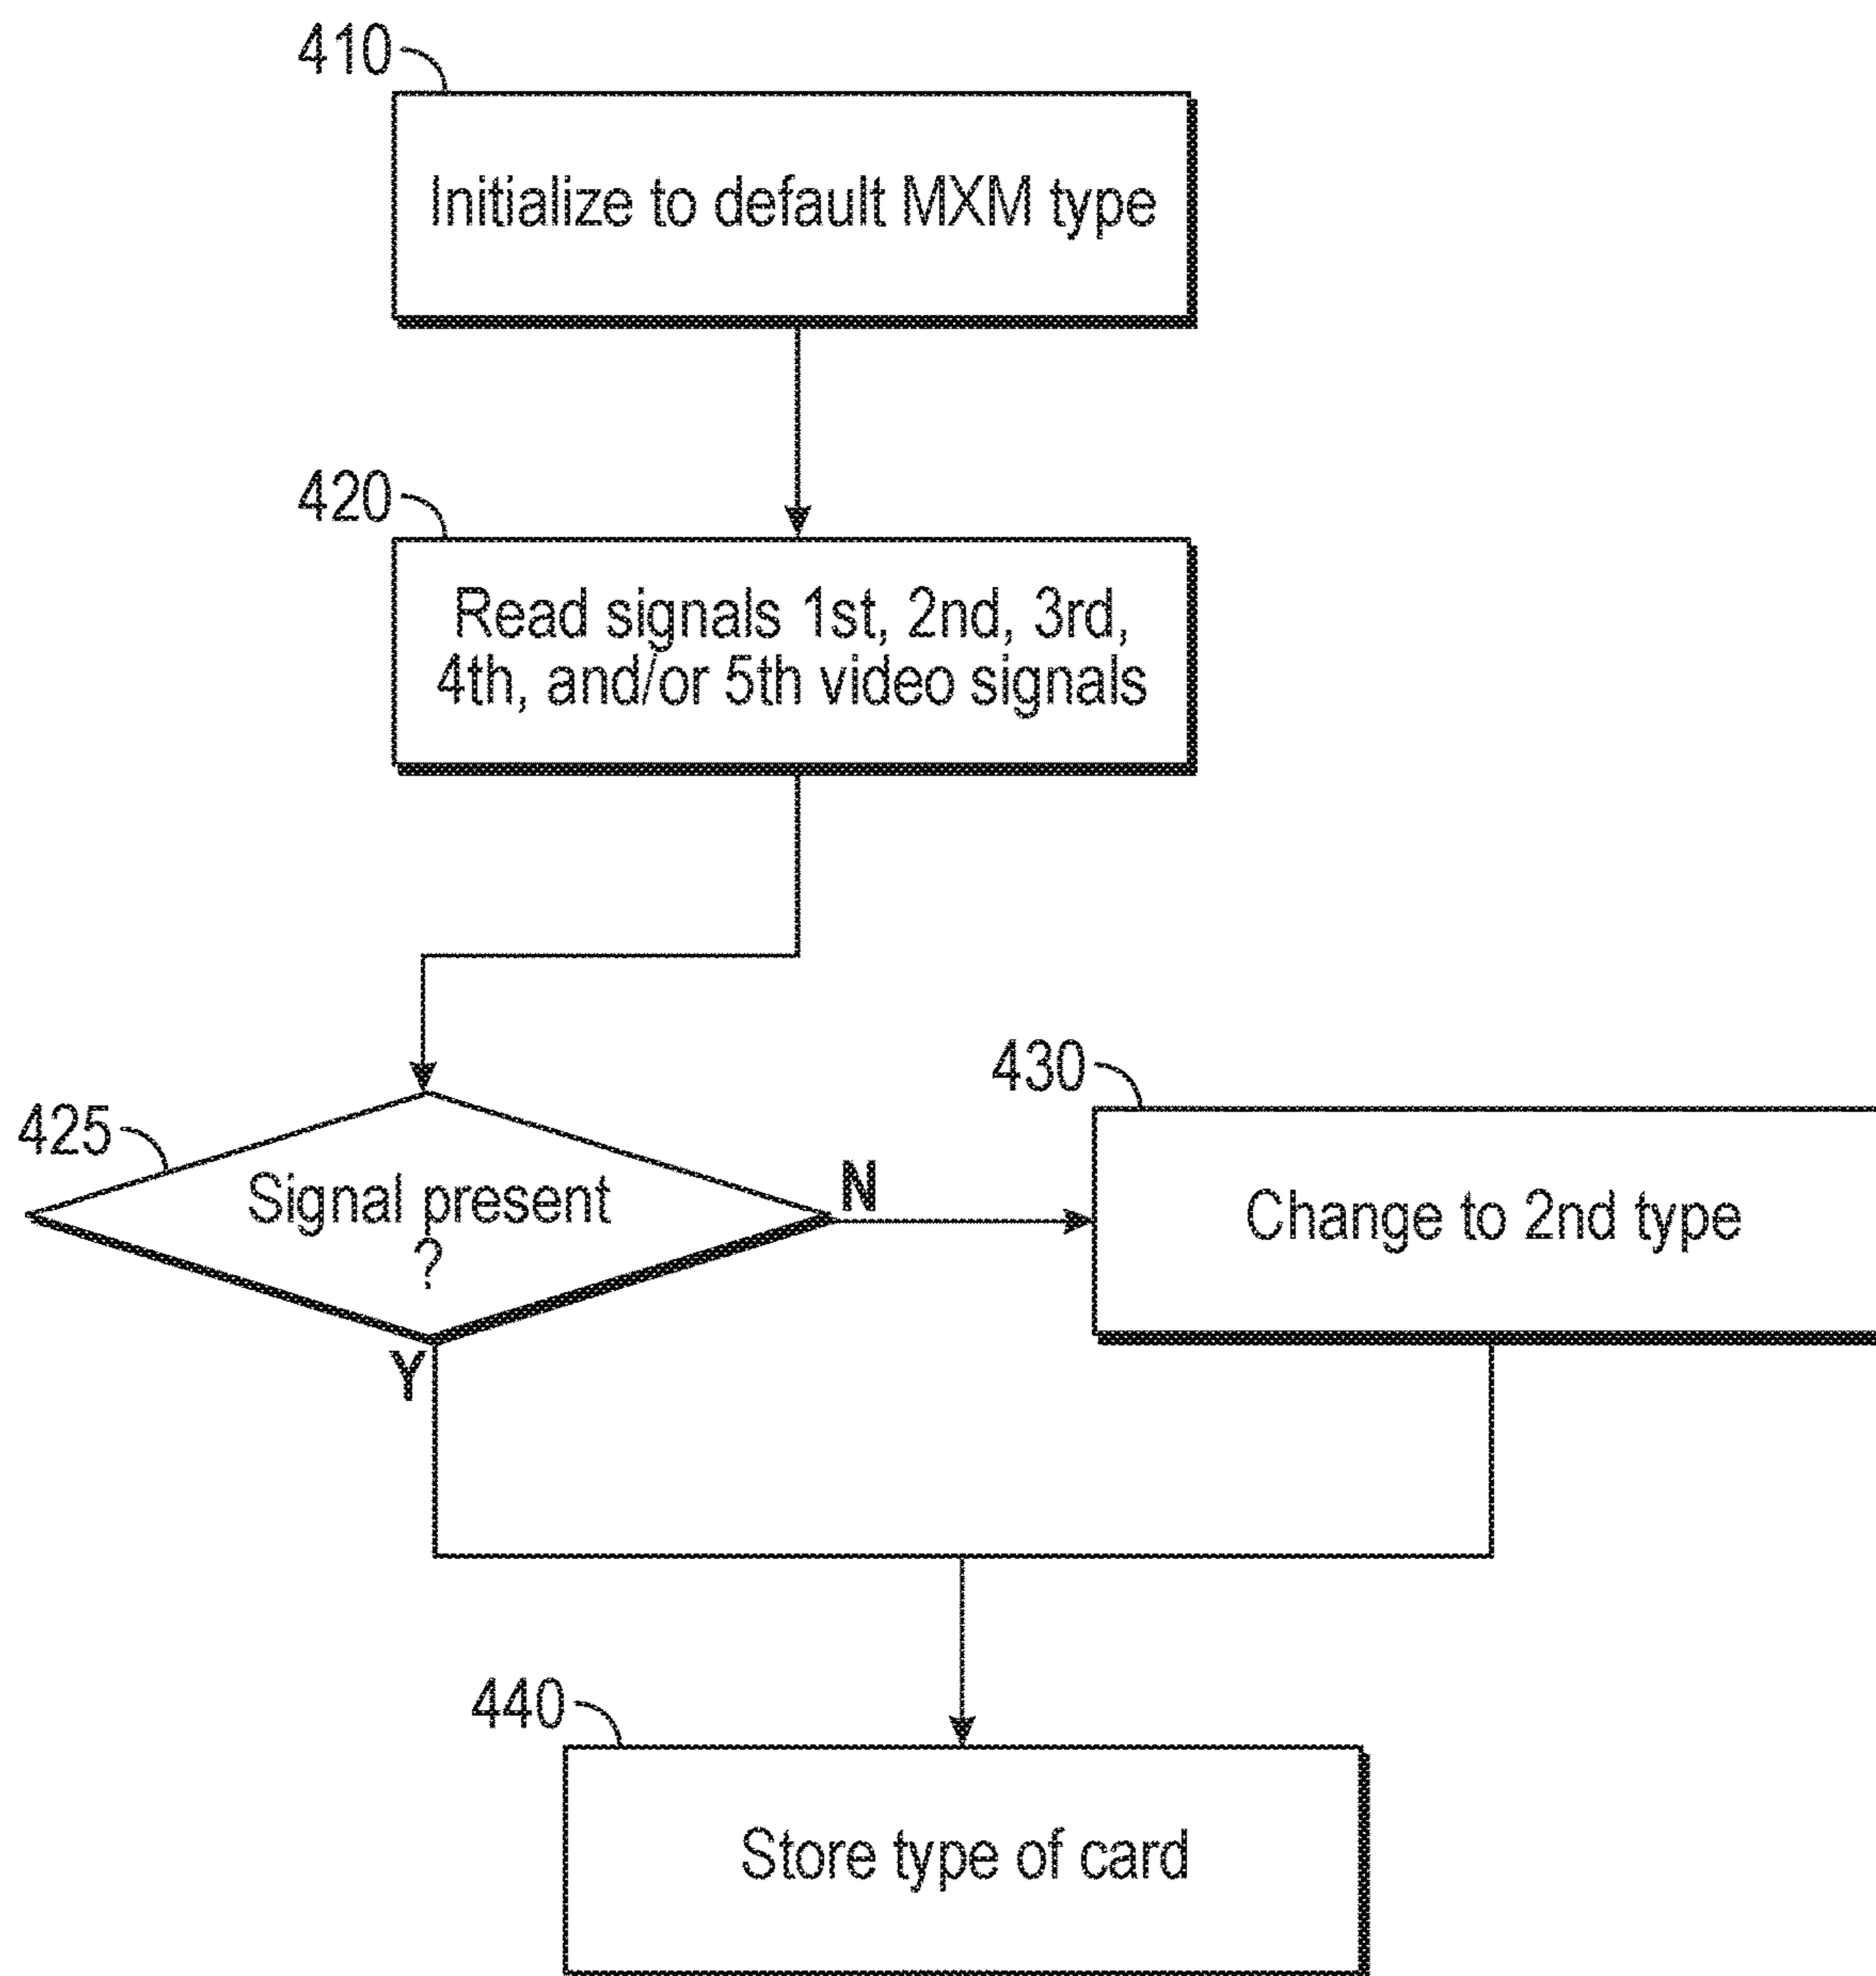 410
Initialize to default MXM type
420
Read signals 1st, 2nd, 3rd,
4th, and/or 5th video signals
425
Signal present
?
N
Y
430
Change to 2nd type
440
Store type of card